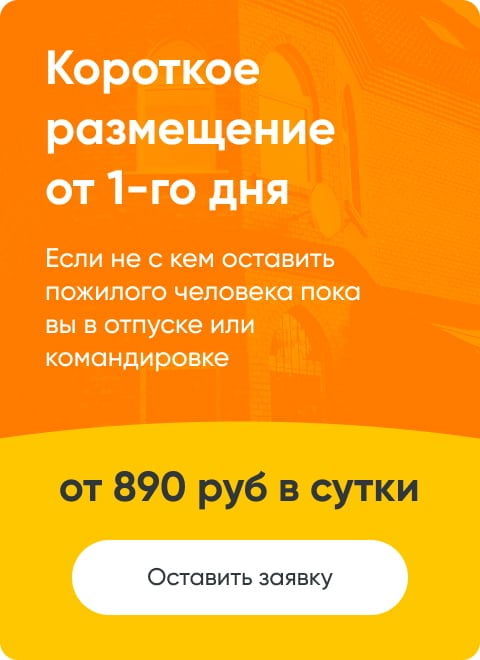 Короткое
размещение
от 1-го дня
Если не с кем оставить
пожилого человека пока
вы в отпуске или
командировке
от 890 руб в сутки
Оставить заявку